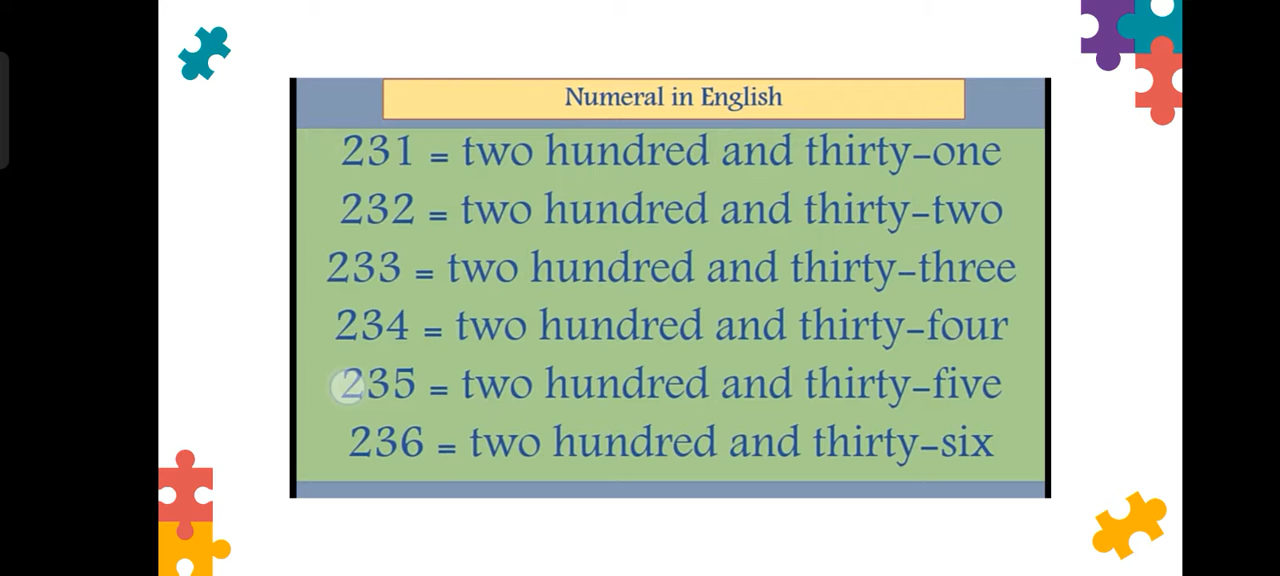 Numeral in English
231 = two hundred and thirty-one
232 = two hundred and thirty-two
233 = two hundred and thirty-three
234 = two hundred and thirty-four
235 = two hundred and thirty-five
236 = two hundred and thirty-six